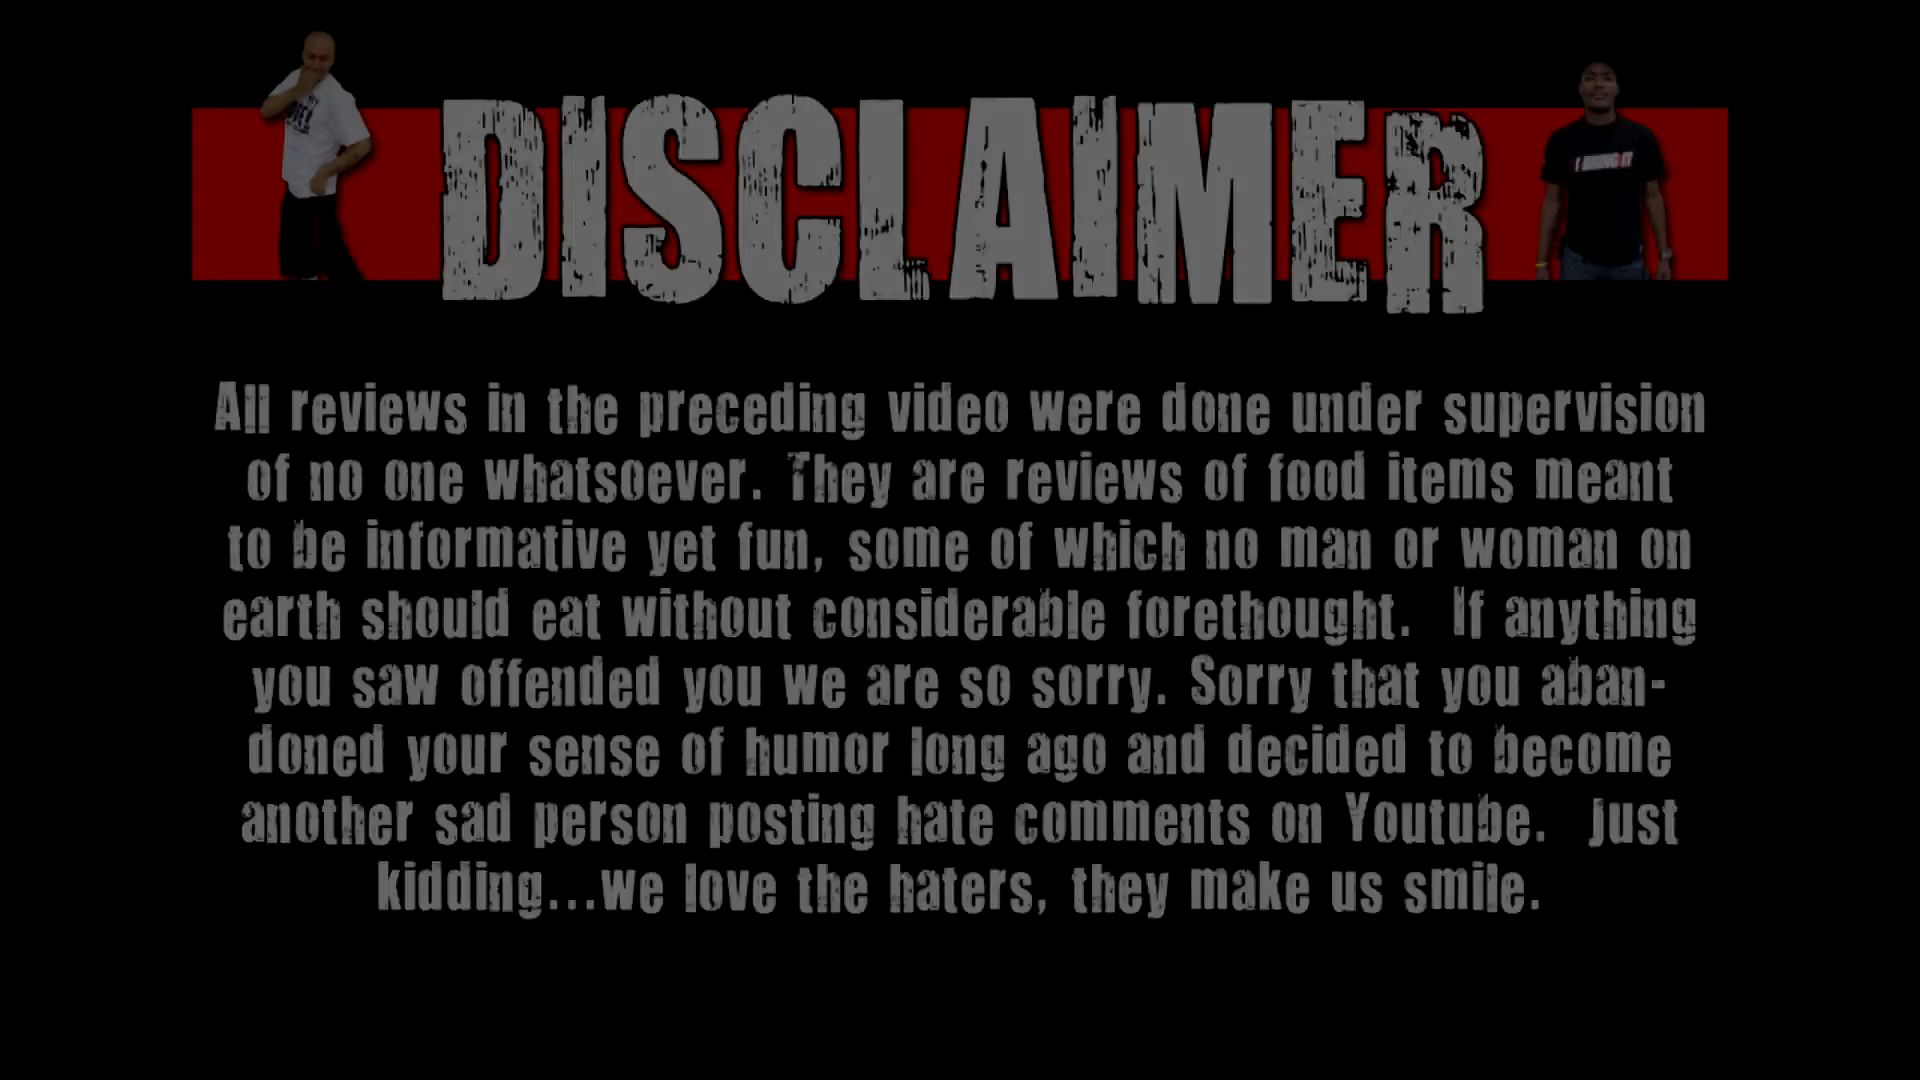 DISCLAIMER
I BRING IT
All reviews in the preceding video were done under supervision
of no one whatsoever. They are reviews of food items meant
to be informative yet fun, some of which no man or woman on
earth should eat without considerable forethought. If anything
you saw offended you we are so sorry. Sorry that you aban-
doned your sense of humor long ago and decided to become
another sad person posting hate comments on Youtube. Just
kidding...we love the haters, they make us smile.